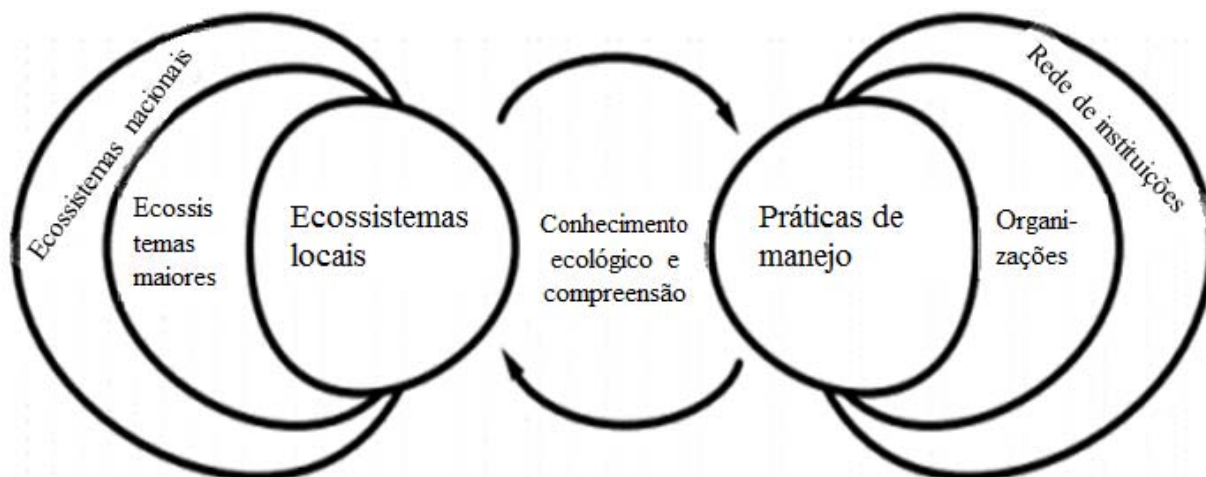 Ecossistemas nacionais
Ecossis
temas
maiores
Ecossistemas
locais
Conhecimento
ecológico e
compreensão
Práticas de
manejo
Organi-
zações
Rede de instituições